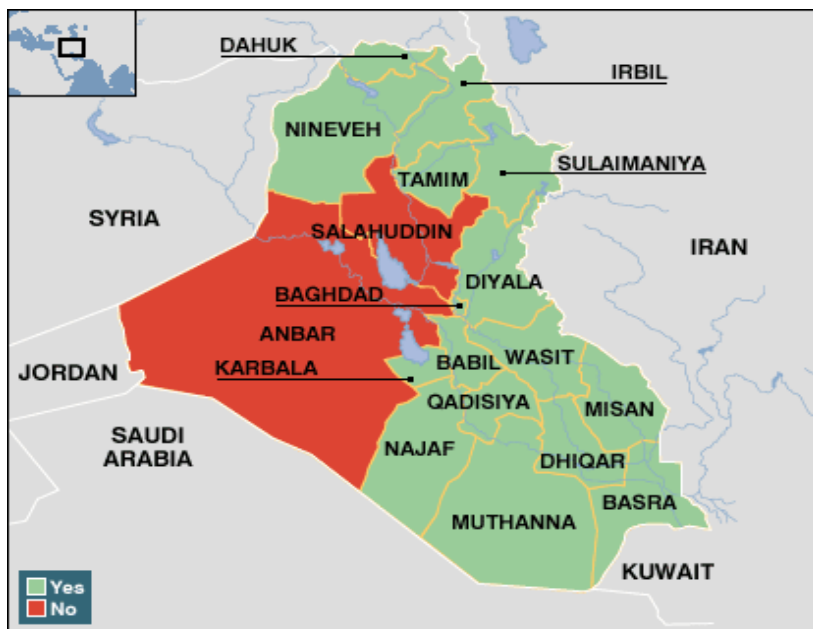 DAHUK
IRBIL
NINEVEH
SULAIMANIYA
TAMIM
SYRIA
SALAHUDDIN
IRAN
DIYALA
BAGHDAD
ANBAR
WASIT
JORDAN
KARBALA
BABIL
QADISIYA
MISAN
SAUDI
ARABIA
NAJAF
DHIQAR
BASRA
MUTHANNA
KUWAIT
Yes
No